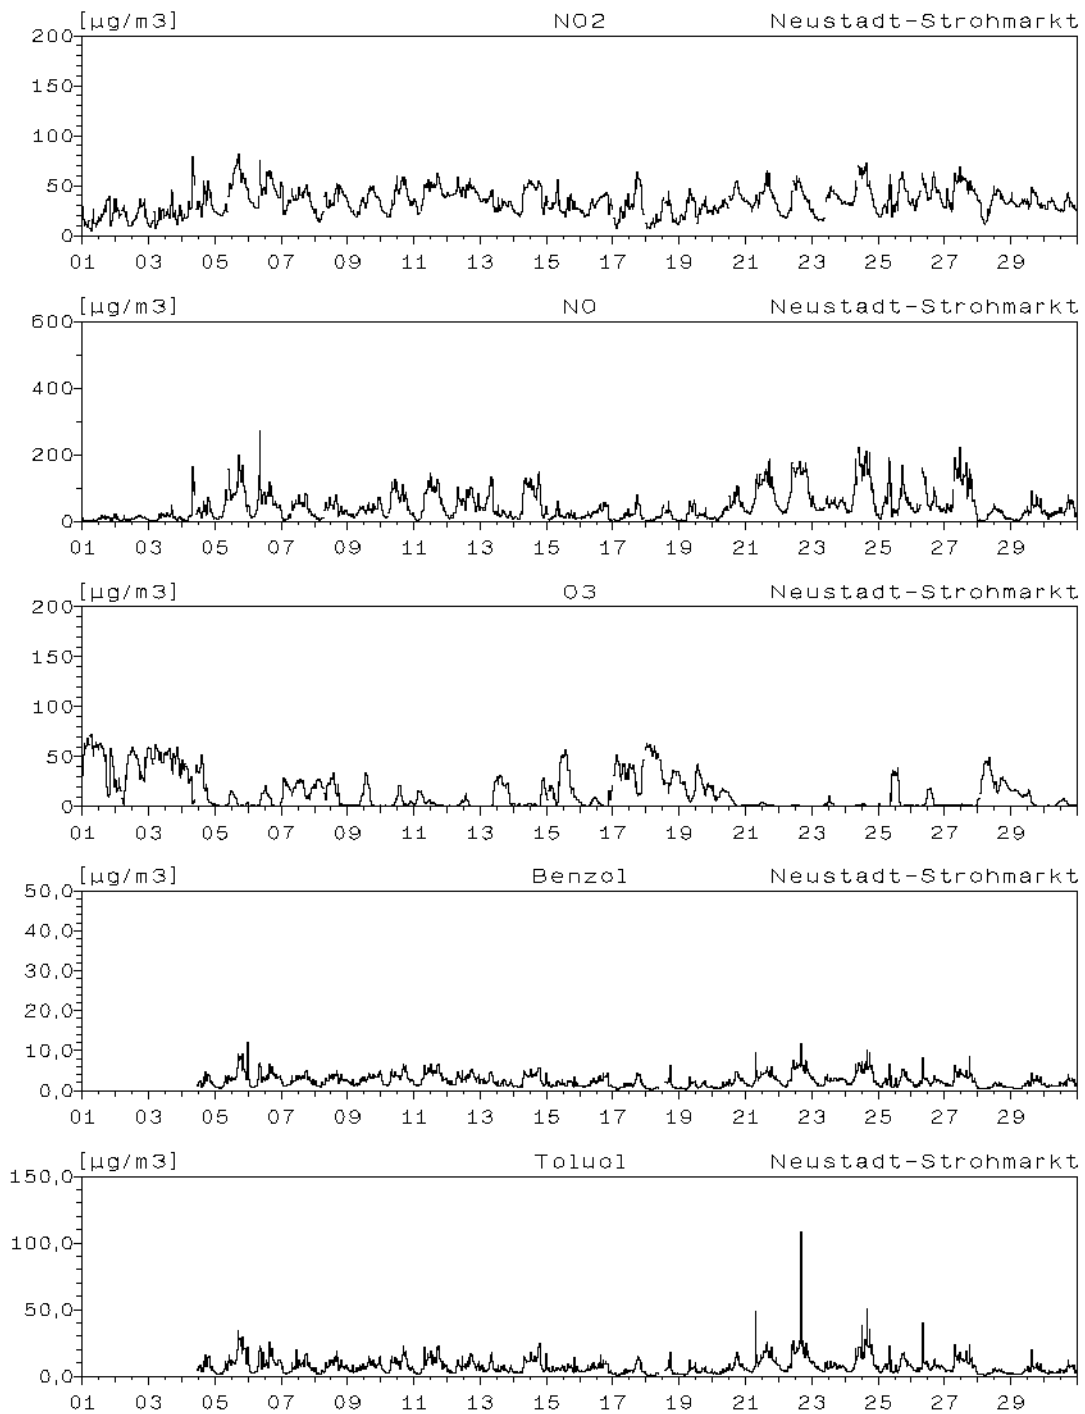 [µg/m3] NO2 Neustadt-Strohmarkt
200
150
100
50
0
01 03 05 07 09 11 13 15 17 19 21 23 25 27 29
[µg/m3] NO Neustadt-Strohmarkt
600
400
200
0
01 03 05 07 09 11 13 15 17 19 21 23 25 27 29
[µg/m3] O3 Neustadt-Strohmarkt
200
150
100
50
0
01 03 05 07 09 11 13 15 17 19 21 23 25 27 29
[µg/m3] Benzol Neustadt-Strohmarkt
50,0
40,0
30,0
20,0
10,0
0,0
01 03 05 07 09 11 13 15 17 19 21 23 25 27 29
[µg/m3] Toluol Neustadt-Strohmarkt
150,0
100,0
50,0
0,0
01 03 05 07 09 11 13 15 17 19 21 23 25 27 29